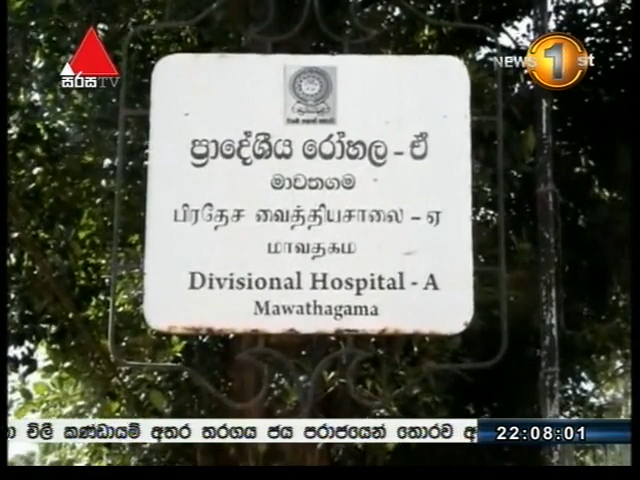 සිරස TV
NEWS 1st
ප්‍රාදේශීය රෝහල - ඒ
මාවතගම
பிரதேச வைத்தியசாலை - ஏ
மாவதகம
Divisional Hospital - A
Mawathagama
චිලී කණ්ඩායම් අතර තරගය ජය පරාජයෙන් තොරව
22:08:01